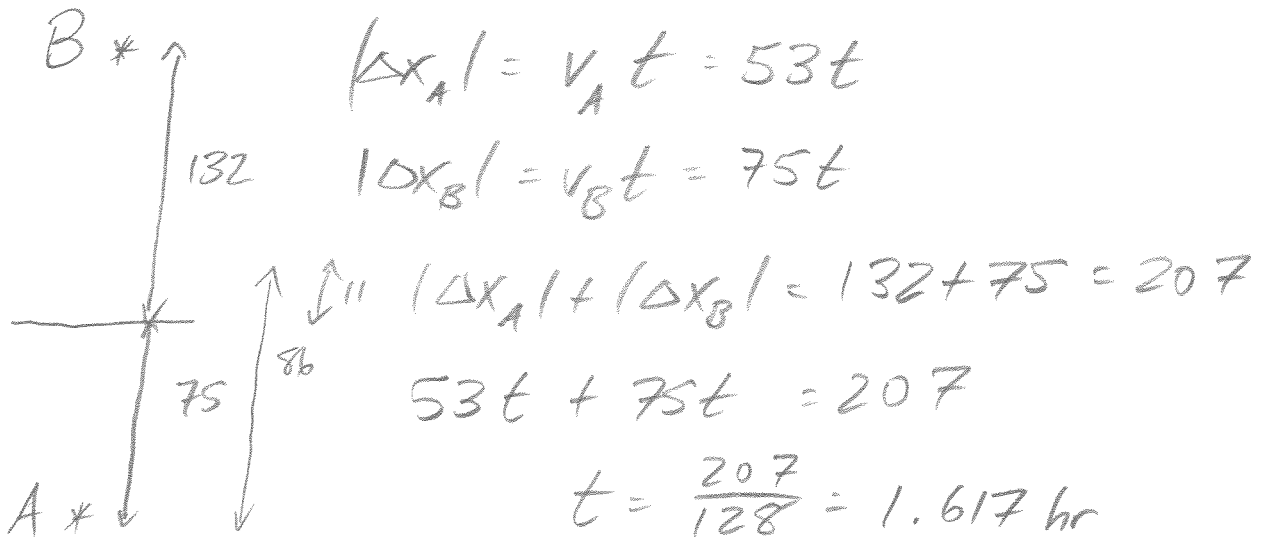 B * |Δx_A| = v_A t = 53t
132 |Δx_B| = v_B t = 75t
11 |Δx_A| + |Δx_B| = 132+75 = 207
86
75 53t + 75t = 207
A * t = 207/128 = 1.617 hr